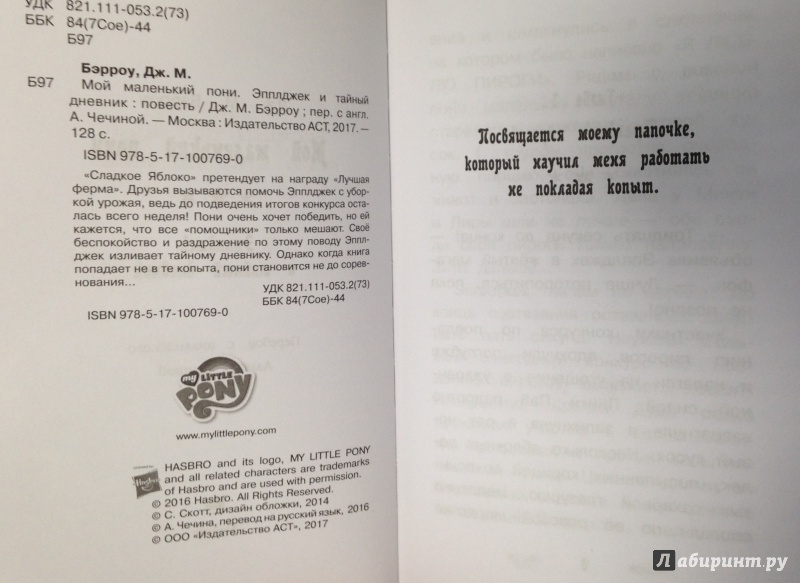 УДК 821.111-053.2(73)
ББК 84(7Сое)-44
Б97
Бэрроу, Дж. М.
Б97 Мой маленький пони. Эпплджек и тайный
дневник : повесть / Дж. М. Бэрроу ; пер. с англ.
А. Чечиной. — Москва : Издательство АСТ, 2017. —
128 с.
ISBN 978-5-17-100769-0
«Сладкое Яблоко» претендует на награду «Лучшая
ферма». Друзья вызываются помочь Эпплджек с убор-
кой урожая, ведь до подведения итогов конкурса оста-
лась всего неделя! Пони очень хочет победить, но ей
кажется, что все «помощники» только мешают. Своё
беспокойство и раздражение по этому поводу Эппл-
джек изливает тайному дневнику. Однако когда книга
попадает не в те копыта, пони становится не до сорев-
нования...
УДК 821.111-053.2(73)
ББК 84(7Сое)-44
ISBN 978-5-17-100769-0
my LITTLE
PONY
www.mylittlepony.com
Hasbro
HASBRO and its logo, MY LITTLE PONY
and all related characters are trademarks
of Hasbro and are used with permission.
© 2016 Hasbro. All Rights Reserved.
© С. Скотт, дизайн обложки, 2014
© А. Чечина, перевод на русский язык, 2016
© ООО «Издательство АСТ», 2017
Посвящается моему папочке,
который научил меня работать
не покладая копыт.
Лабиринт.ру